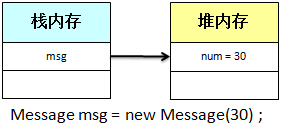 栈内存
堆内存
msg
num = 30
Message msg = new Message(30) ;